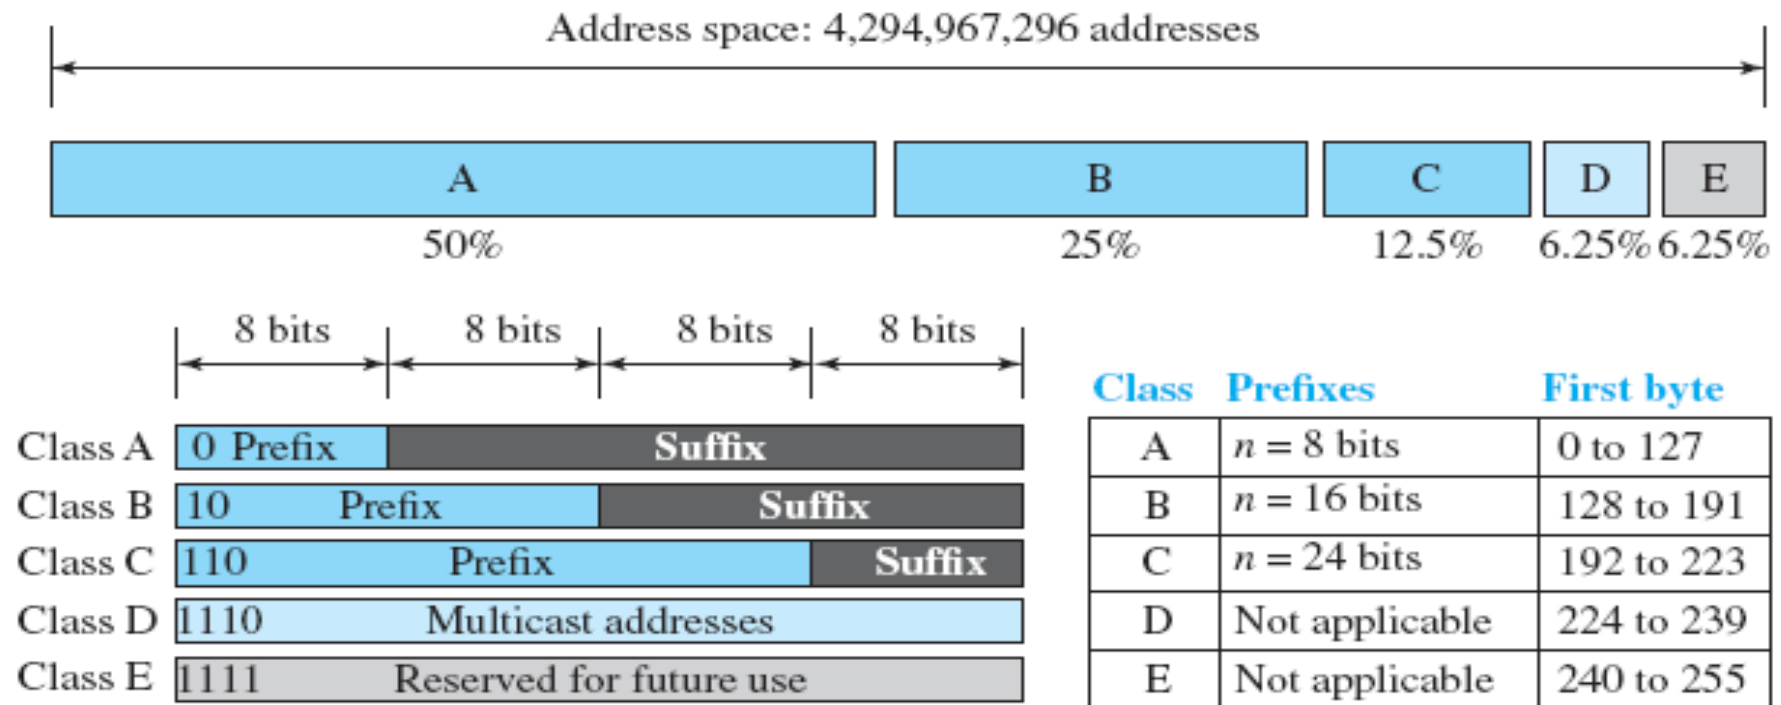 Address space: 4,294,967,296 addresses
A B C D E
50% 25% 12.5% 6.25% 6.25%
8 bits 8 bits 8 bits 8 bits
Class A 0 Prefix Suffix
Class B 10 Prefix Suffix
Class C 110 Prefix Suffix
Class D 1110 Multicast addresses
Class E 1111 Reserved for future use
Class Prefixes First byte
A n = 8 bits 0 to 127
B n = 16 bits 128 to 191
C n = 24 bits 192 to 223
D Not applicable 224 to 239
E Not applicable 240 to 255